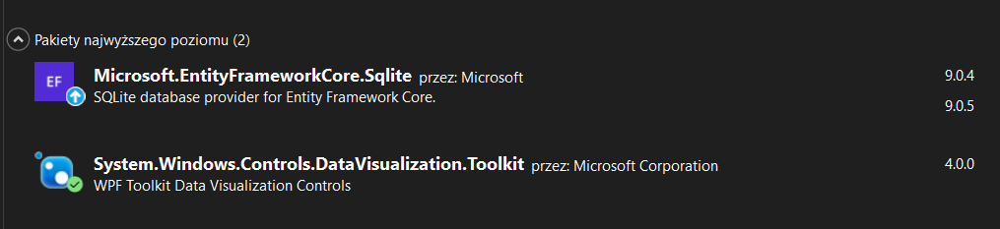 Pakiety najwyższego poziomu (2)
EF
Microsoft.EntityFrameworkCore.Sqlite przez: Microsoft 9.0.4
SQLite database provider for Entity Framework Core. 9.0.5
System.Windows.Controls.DataVisualization.Toolkit przez: Microsoft Corporation 4.0.0
WPF Toolkit Data Visualization Controls